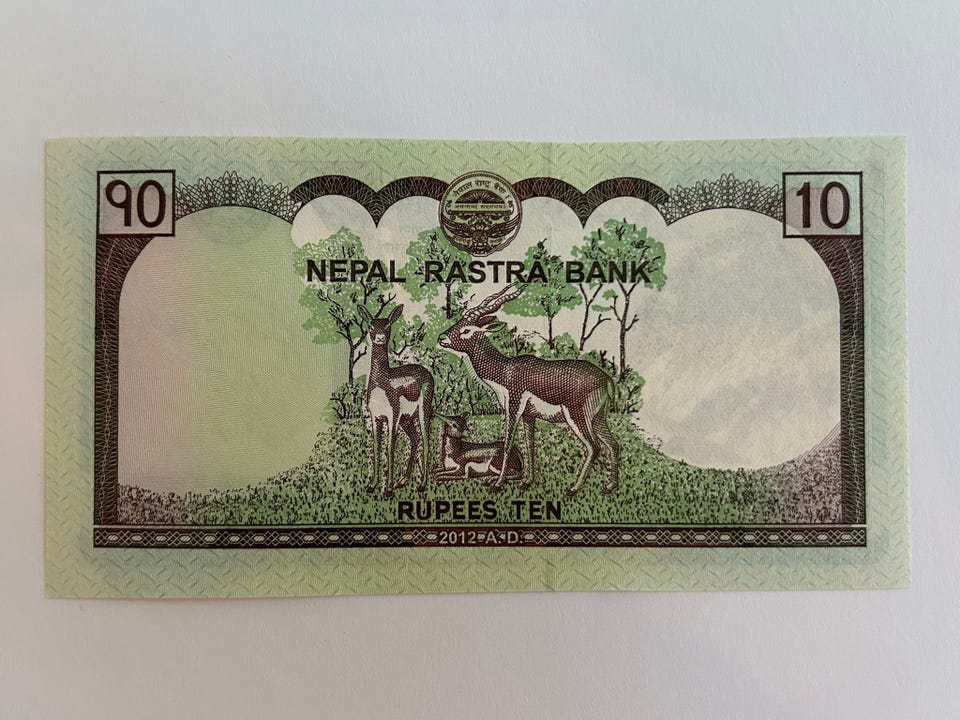 १० 10
नेपाल राष्ट्र बैंक
NEPAL RASTRA BANK
RUPEES TEN
2012 A.D.